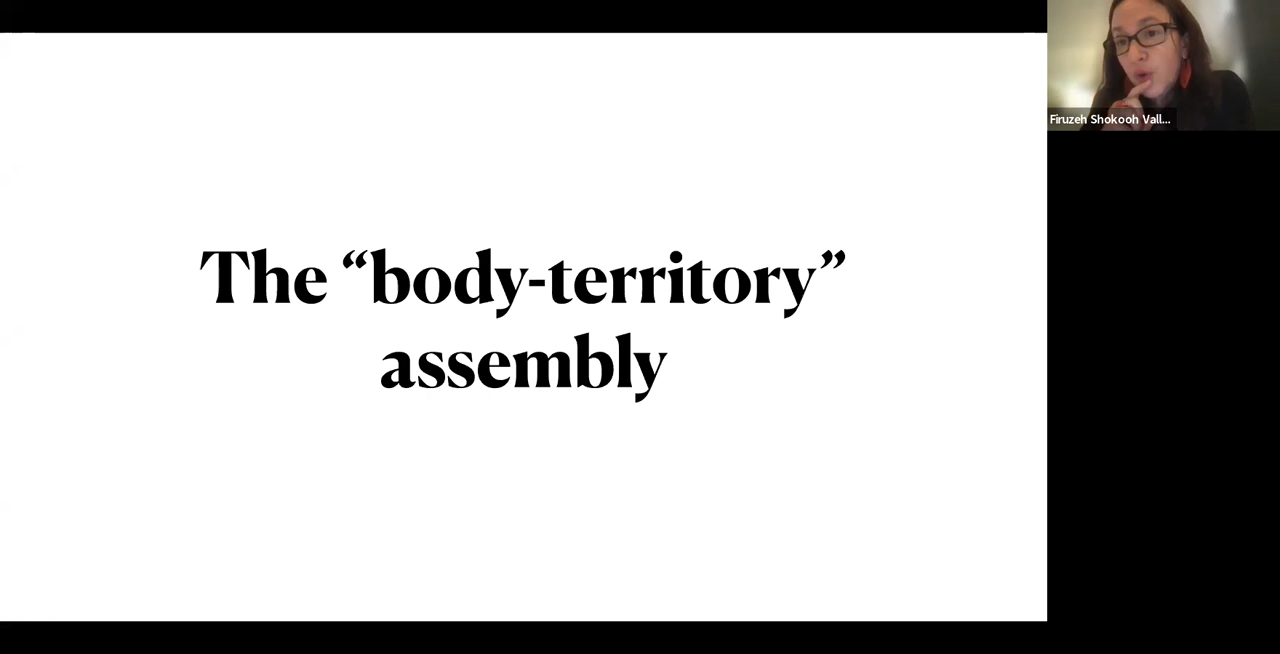 The “body-territory”
assembly
Firuzeh Shokooh Vall...